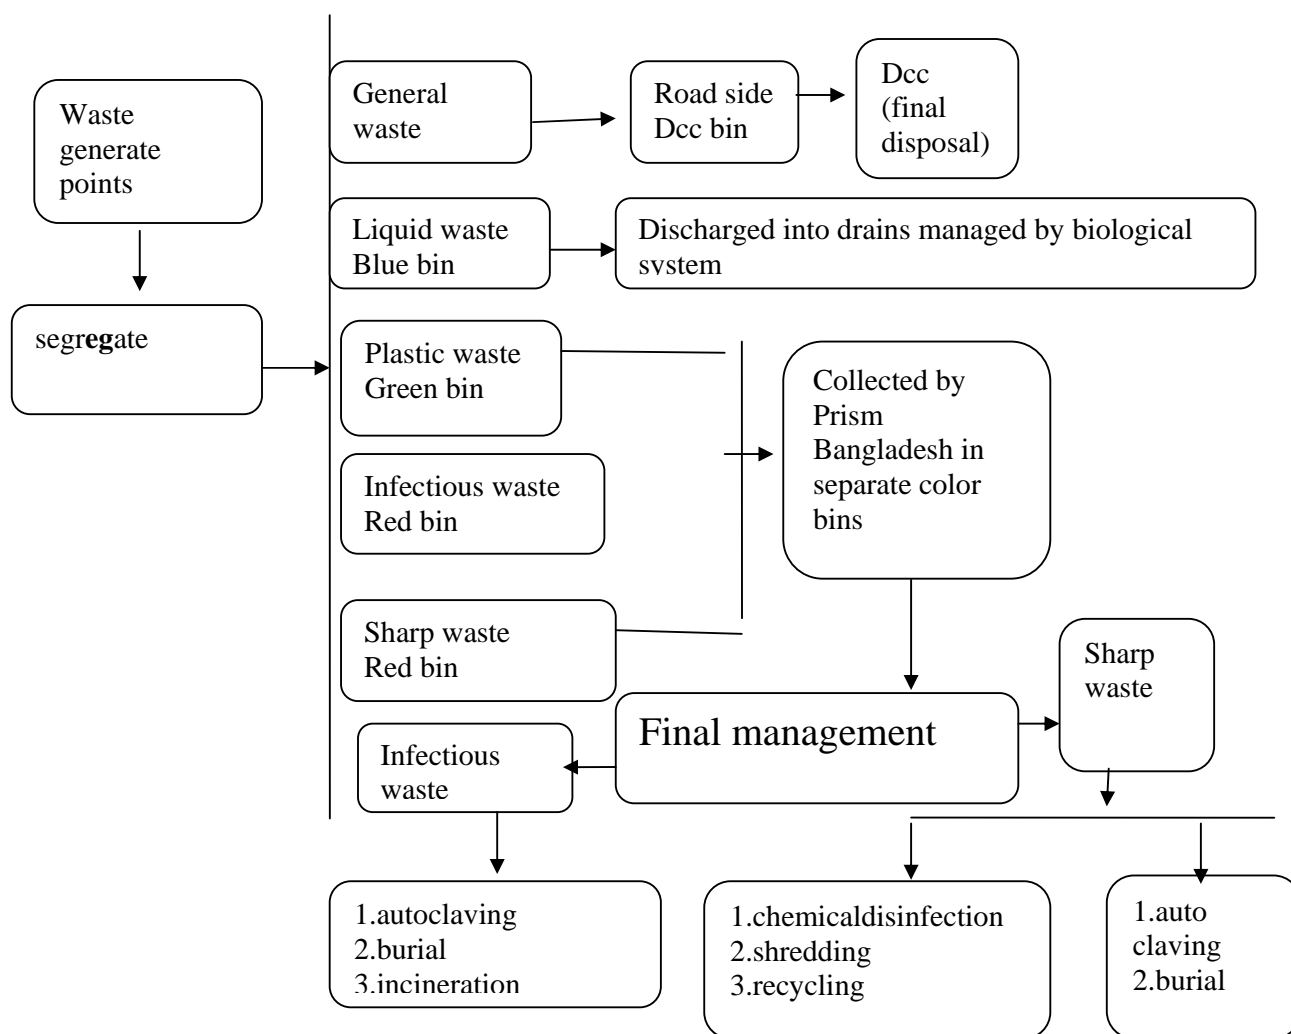 Waste
generate
points
segregate
General
waste
Road side
Dcc bin
Dcc
(final
disposal)
Liquid waste
Blue bin
Discharged into drains managed by biological
system
Plastic waste
Green bin
Infectious waste
Red bin
Sharp waste
Red bin
Collected by
Prism
Bangladesh in
separate color
bins
Final management
Sharp
waste
Infectious
waste
1.autoclaving
2.burial
3.incineration
1.chemicaldisinfection
2.shredding
3.recycling
1.auto
claving
2.burial